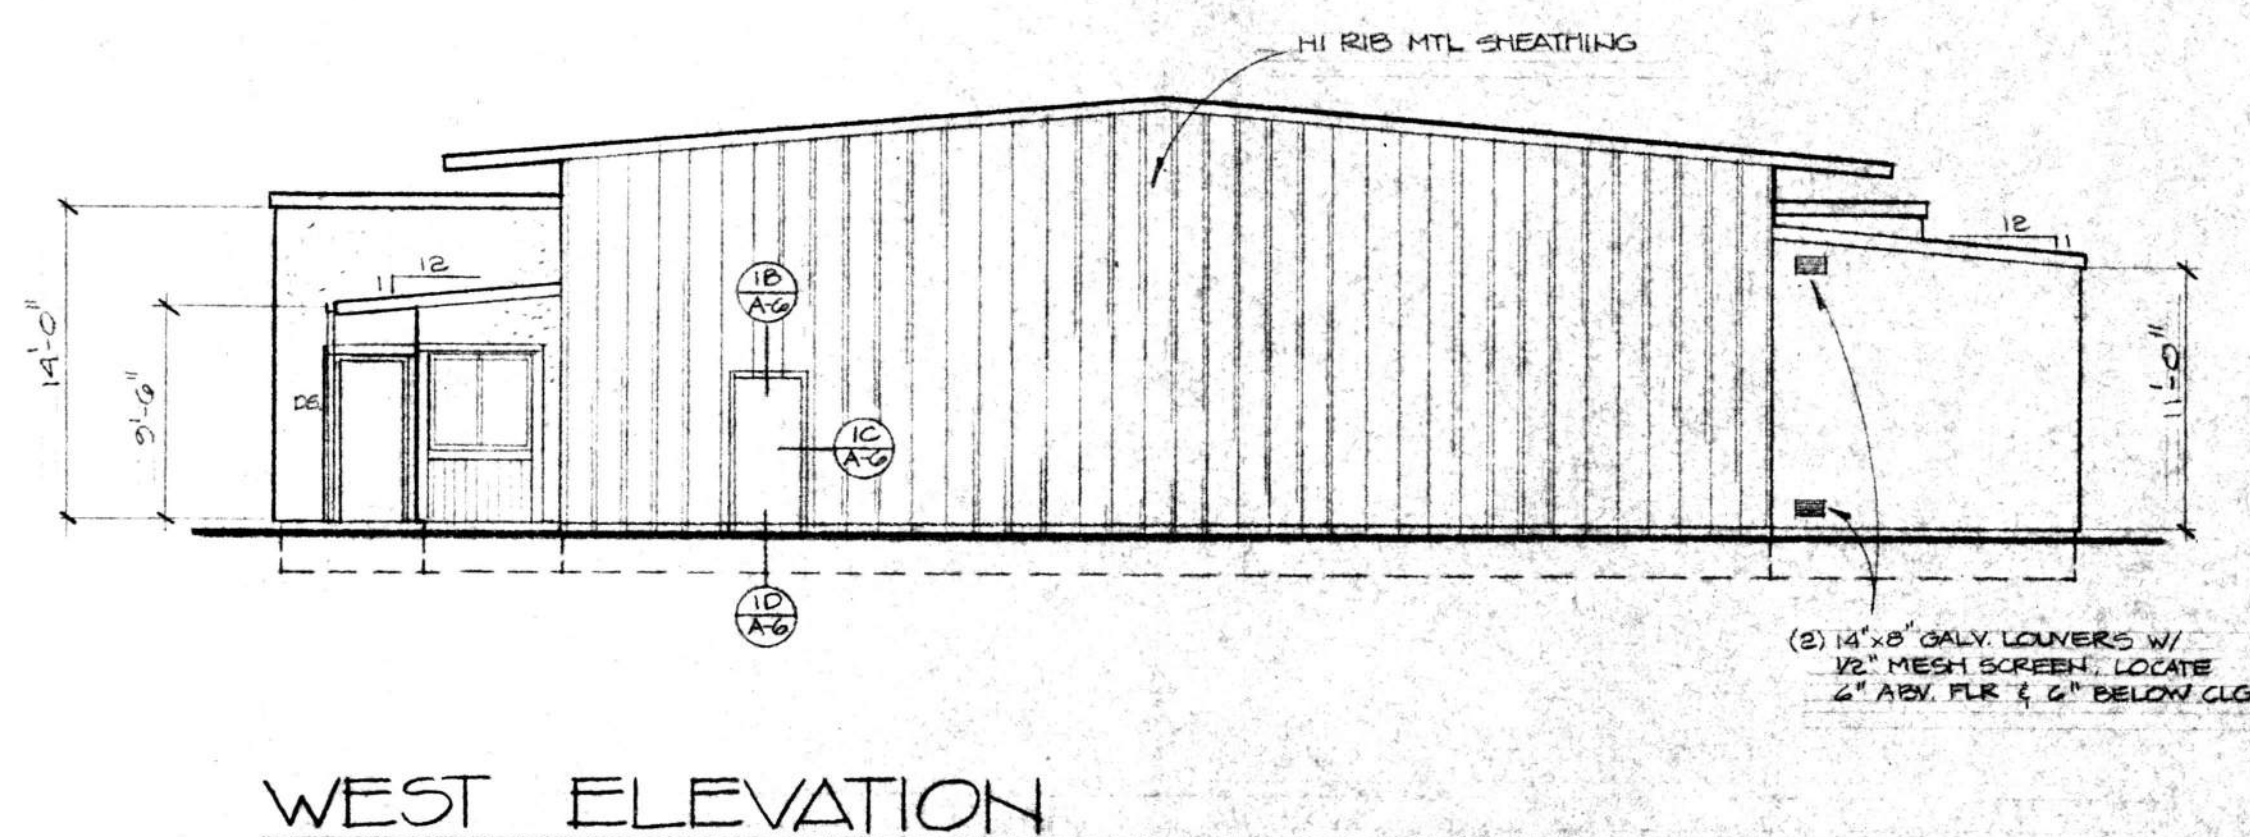 HI RIB MTL SHEATHING
12
1
14'-0"
9'-6"
DS.
1B
A-6
1C
A-6
1D
A-6
12
1
11'-0"
(2) 14"x8" GALV. LOUVERS W/
1/2" MESH SCREEN. LOCATE
6" ABV. FLR & 6" BELOW CLG
WEST ELEVATION